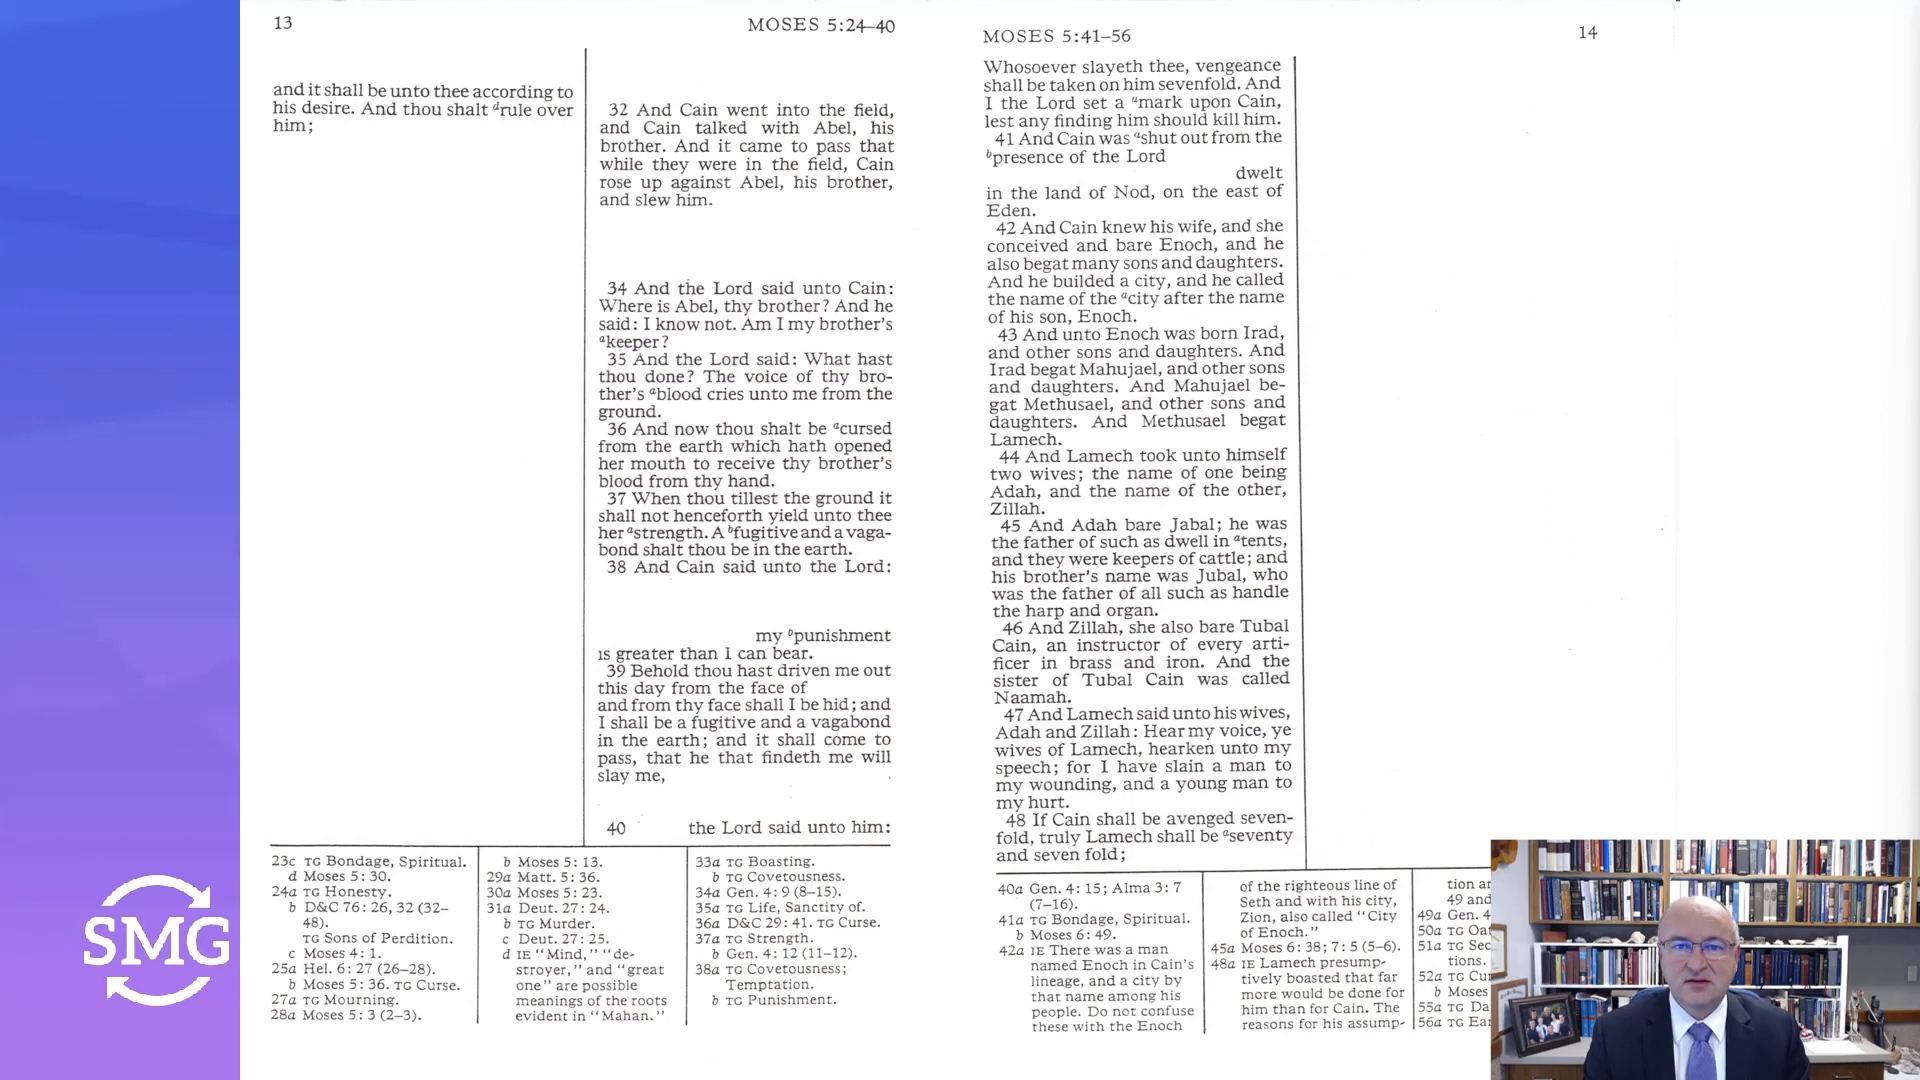 13
MOSES 5:24–40
and it shall be unto thee according to
his desire. And thou shalt drule over
him;
32 And Cain went into the field,
and Cain talked with Abel, his
brother. And it came to pass that
while they were in the field, Cain
rose up against Abel, his brother,
and slew him.
34 And the Lord said unto Cain:
Where is Abel, thy brother? And he
said: I know not. Am I my brother's
akeeper?
35 And the Lord said: What hast
thou done? The voice of thy bro-
ther's ablood cries unto me from the
ground.
36 And now thou shalt be acursed
from the earth which hath opened
her mouth to receive thy brother's
blood from thy hand.
37 When thou tillest the ground it
shall not henceforth yield unto thee
her astrength. A bfugitive and a vaga-
bond shalt thou be in the earth.
38 And Cain said unto the Lord:
my bpunishment
is greater than I can bear.
39 Behold thou hast driven me out
this day from the face of
and from thy face shall I be hid; and
I shall be a fugitive and a vagabond
in the earth; and it shall come to
pass, that he that findeth me will
slay me,
40 the Lord said unto him:
23c TG Bondage, Spiritual.
d Moses 5: 30.
24a TG Honesty.
b D&C 76: 26, 32 (32–
48).
TG Sons of Perdition.
c Moses 4: 1.
25a Hel. 6: 27 (26–28).
b Moses 5: 36. TG Curse.
27a TG Mourning.
28a Moses 5: 3 (2–3).
b Moses 5: 13.
29a Matt. 5: 36.
30a Moses 5: 23.
31a Deut. 27: 24.
b TG Murder.
c Deut. 27: 25.
d IE "Mind," "de-
stroyer," and "great
one" are possible
meanings of the roots
evident in "Mahan."
33a TG Boasting.
b TG Covetousness.
34a Gen. 4: 9 (8–15).
35a TG Life, Sanctity of.
36a D&C 29: 41. TG Curse.
37a TG Strength.
b Gen. 4: 12 (11–12).
38a TG Covetousness;
Temptation.
b TG Punishment.
MOSES 5:41–56
14
Whosoever slayeth thee, vengeance
shall be taken on him sevenfold. And
I the Lord set a amark upon Cain,
lest any finding him should kill him.
41 And Cain was ashut out from the
bpresence of the Lord
dwelt
in the land of Nod, on the east of
Eden.
42 And Cain knew his wife, and she
conceived and bare Enoch, and he
also begat many sons and daughters.
And he builded a city, and he called
the name of the acity after the name
of his son, Enoch.
43 And unto Enoch was born Irad,
and other sons and daughters. And
Irad begat Mahujael, and other sons
and daughters. And Mahujael be-
gat Methusael, and other sons and
daughters. And Methusael begat
Lamech.
44 And Lamech took unto himself
two wives; the name of one being
Adah, and the name of the other,
Zillah.
45 And Adah bare Jabal; he was
the father of such as dwell in atents,
and they were keepers of cattle; and
his brother's name was Jubal, who
was the father of all such as handle
the harp and organ.
46 And Zillah, she also bare Tubal
Cain, an instructor of every arti-
ficer in brass and iron. And the
sister of Tubal Cain was called
Naamah.
47 And Lamech said unto his wives,
Adah and Zillah: Hear my voice, ye
wives of Lamech, hearken unto my
speech; for I have slain a man to
my wounding, and a young man to
my hurt.
48 If Cain shall be avenged seven-
fold, truly Lamech shall be aseventy
and seven fold;
40a Gen. 4: 15; Alma 3: 7
(7–16).
41a TG Bondage, Spiritual.
b Moses 6: 49.
42a IE There was a man
named Enoch in Cain's
lineage, and a city by
that name among his
people. Do not confuse
these with the Enoch
of the righteous line of
Seth and with his city,
Zion, also called "City
of Enoch."
45a Moses 6: 38; 7: 5 (5–6).
48a IE Lamech presump-
tively boasted that far
more would be done for
him than for Cain. The
reasons for his assump-
tion ar
49 and
49a Gen. 4
50a TG Oat
51a TG Sec
tions.
52a TG Cu
b Moses
55a TG Da
56a TG Ear
SMG